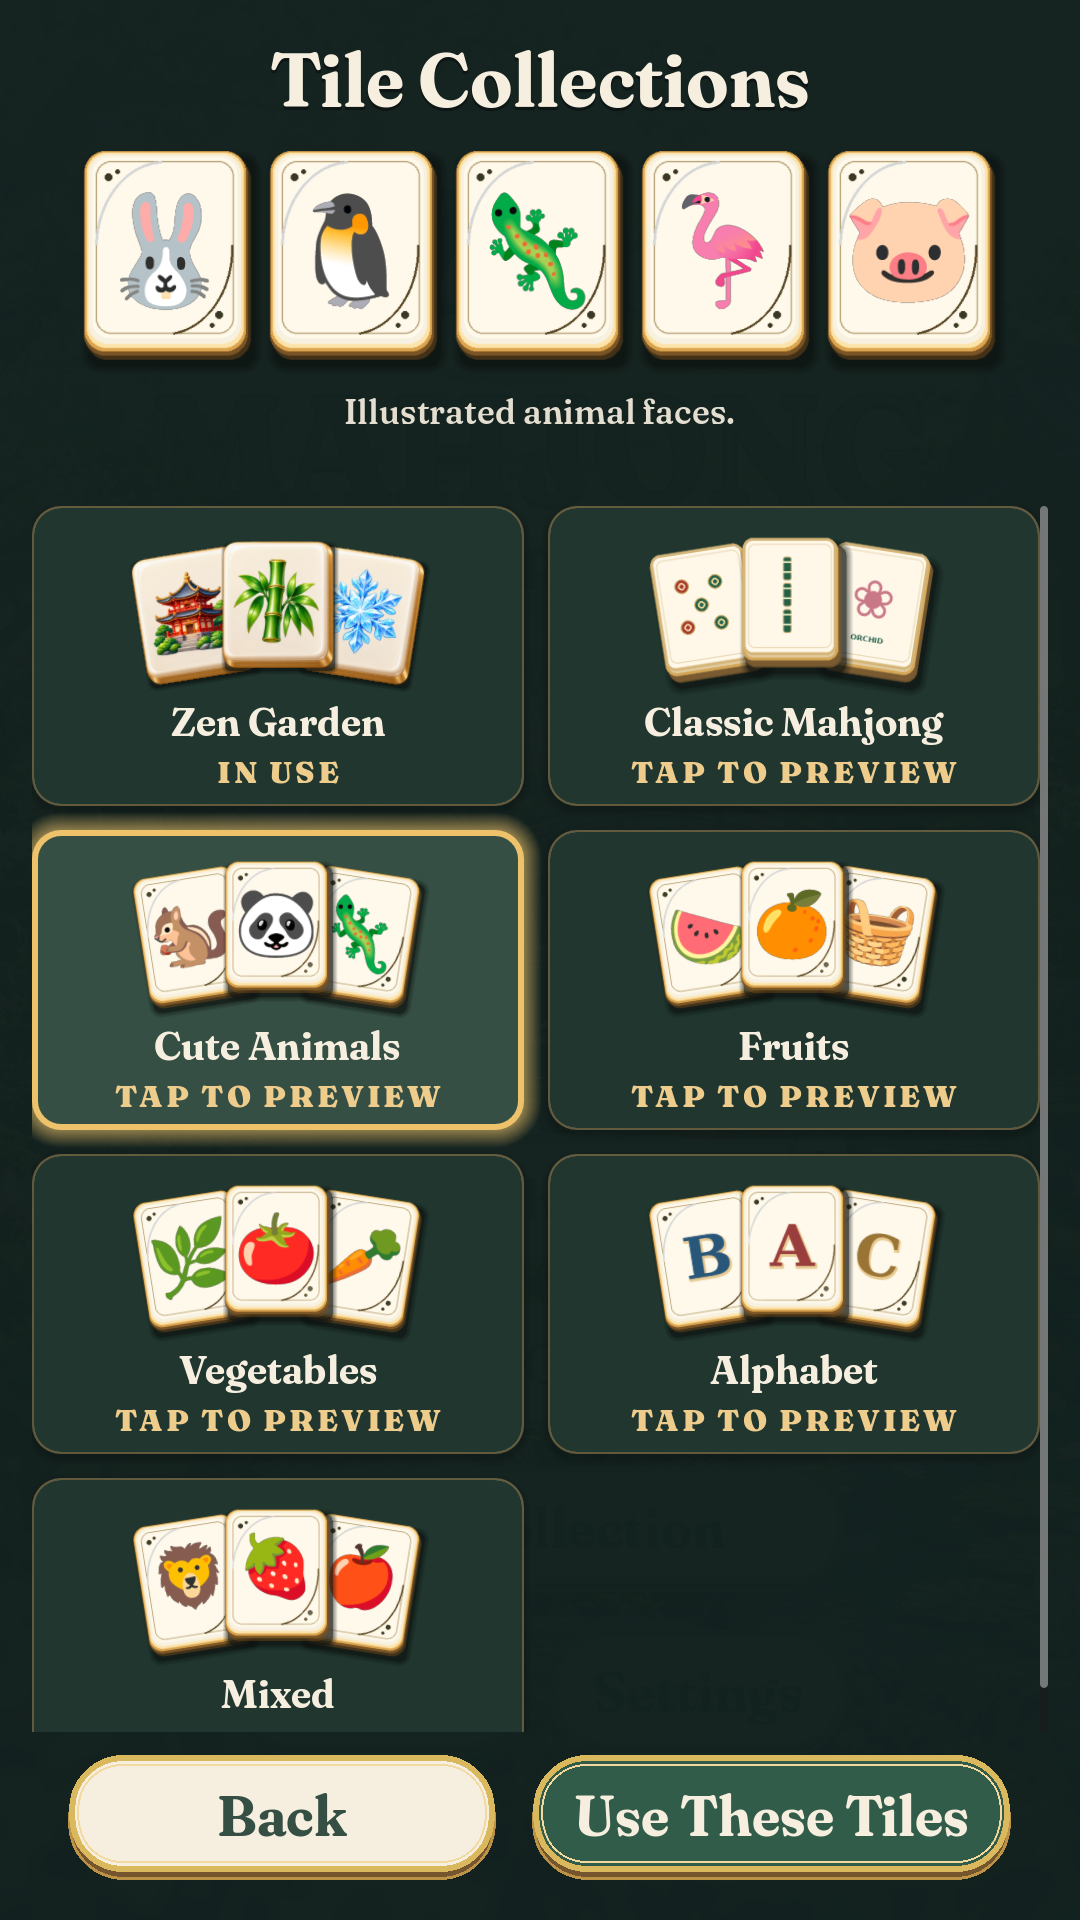 Tile Collections
Illustrated animal faces.
ORCHID
Zen Garden
IN USE
Classic Mahjong
TAP TO PREVIEW
Cute Animals
TAP TO PREVIEW
Fruits
TAP TO PREVIEW
B A C
Vegetables
TAP TO PREVIEW
Alphabet
TAP TO PREVIEW
Mixed
Settings
Back
Use These Tiles